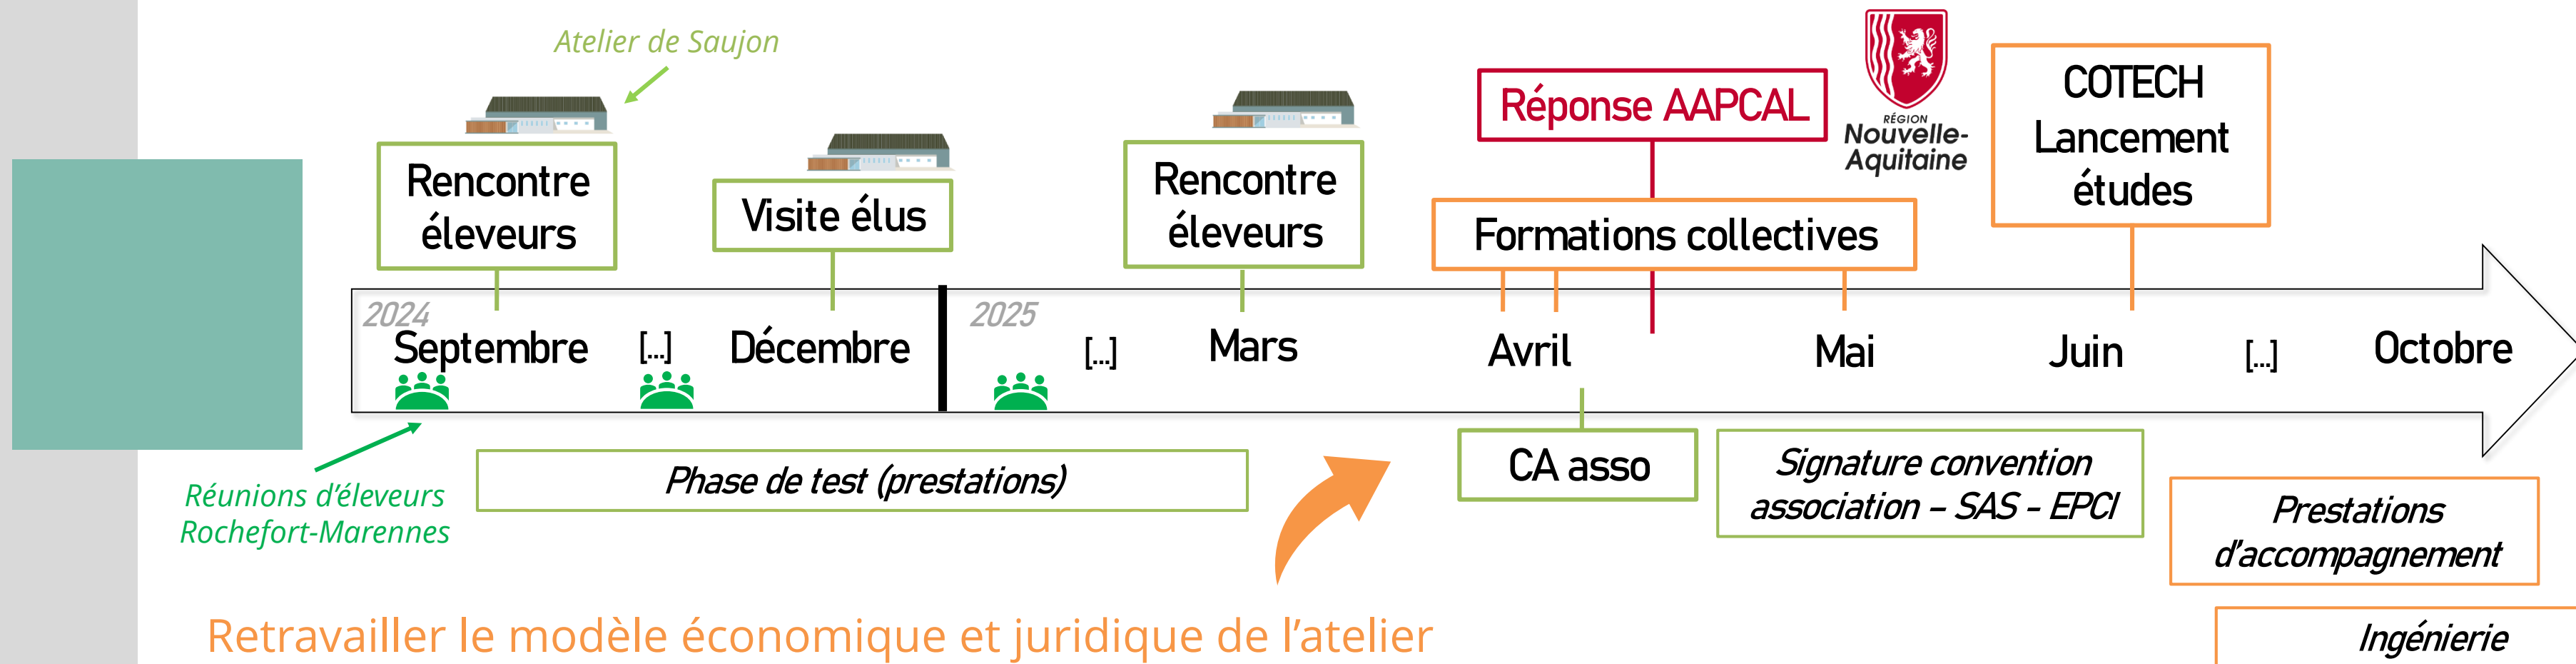 Atelier de Saujon
Rencontre
éleveurs
Visite élus
Rencontre
éleveurs
Réponse AAPCAL
RÉGION
Nouvelle-
Aquitaine
Formations collectives
COTECH
Lancement
études
2024
2025
Septembre
[...]
Décembre
[...]
Mars
Avril
Mai
Juin
[...]
Octobre
Réunions d’éleveurs
Rochefort-Marennes
Phase de test (prestations)
CA asso
Signature convention
association – SAS - EPCI
Prestations
d’accompagnement
Ingénierie
Retravailler le modèle économique et juridique de l’atelier